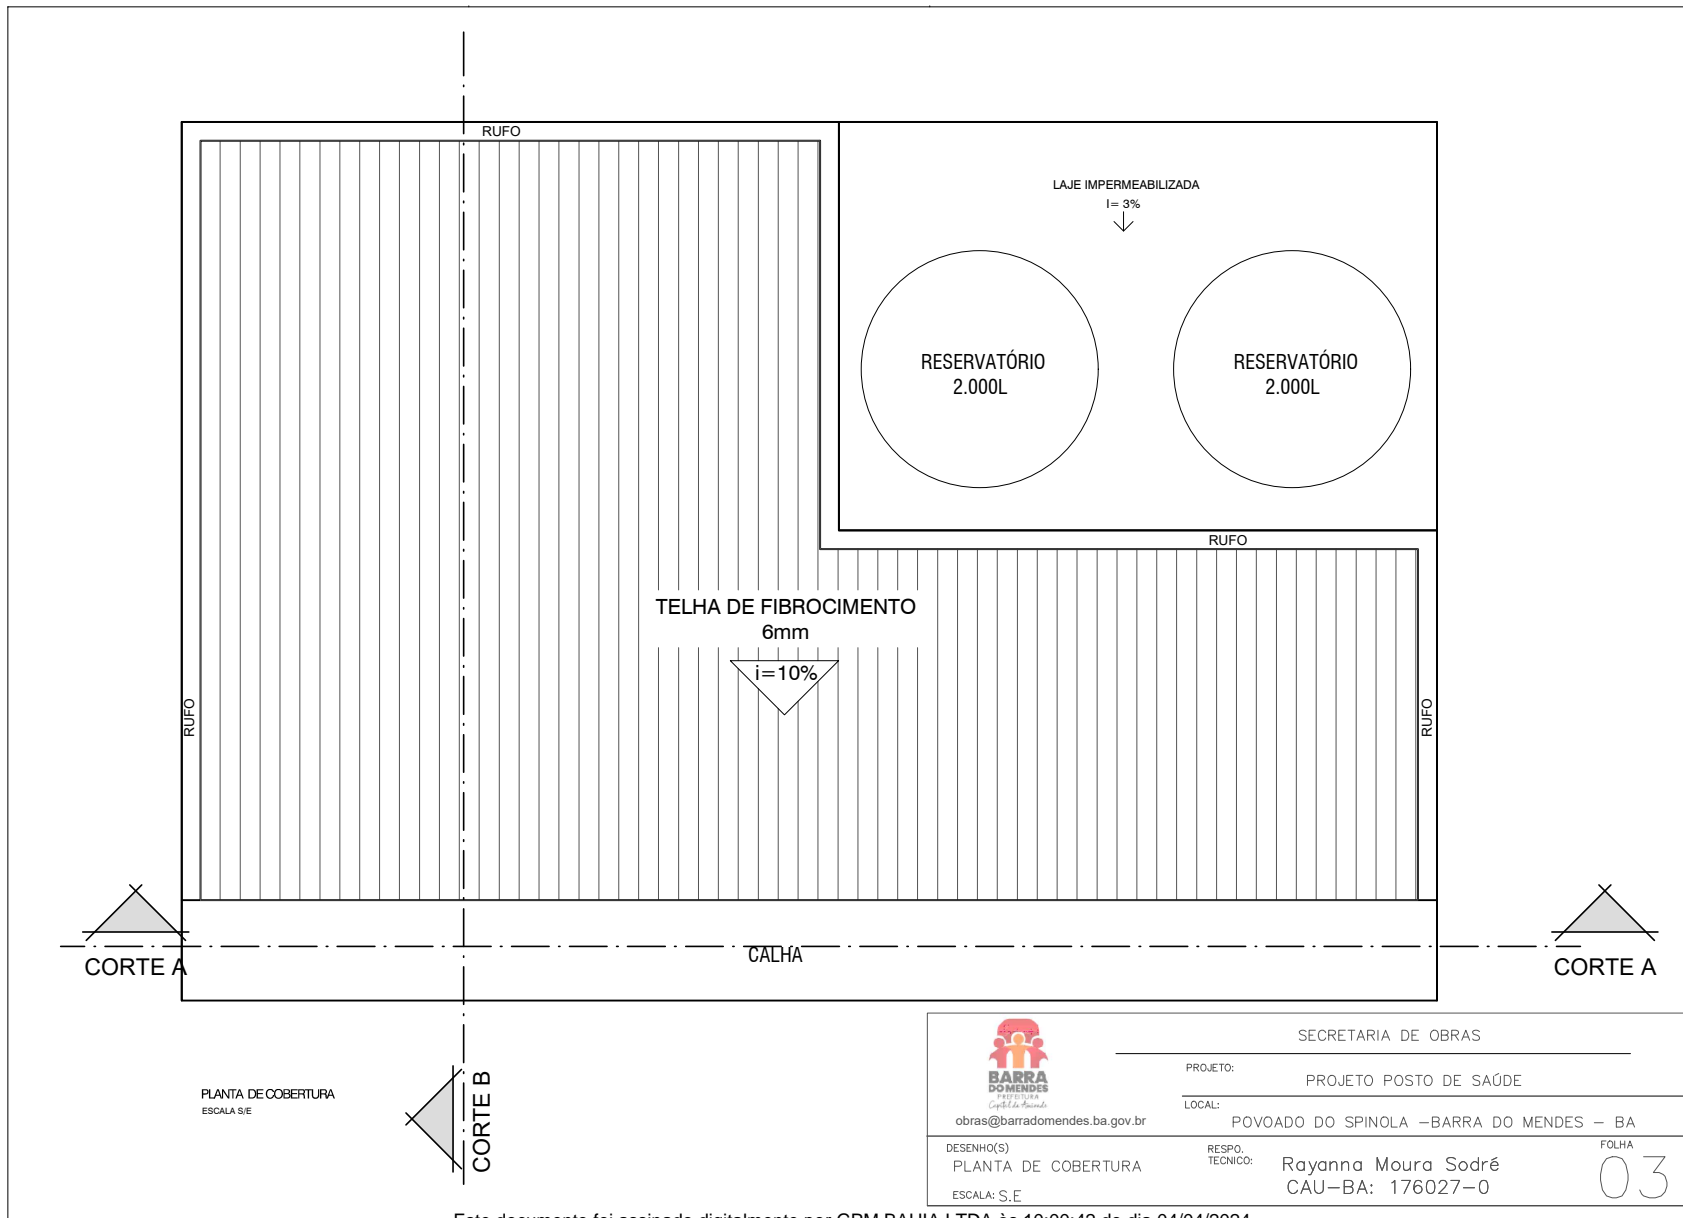 RUFO
LAJE IMPERMEABILIZADA
I= 3%
RESERVATÓRIO
2.000L
RESERVATÓRIO
2.000L
RUFO
TELHA DE FIBROCIMENTO
6mm
i=10%
RUFO
RUFO
CORTE A
CALHA
CORTE A
PLANTA DE COBERTURA
ESCALA S/E
CORTE B
BARRA
DO MENDES
PREFEITURA
obras@barradomendes.ba.gov.br
SECRETARIA DE OBRAS
PROJETO:
PROJETO POSTO DE SAÚDE
LOCAL:
POVOADO DO SPINOLA -BARRA DO MENDES - BA
DESENHO(S)
PLANTA DE COBERTURA
ESCALA: S.E
RESPO.
TECNICO:
Rayanna Moura Sodré
CAU-BA: 176027-0
FOLHA
03